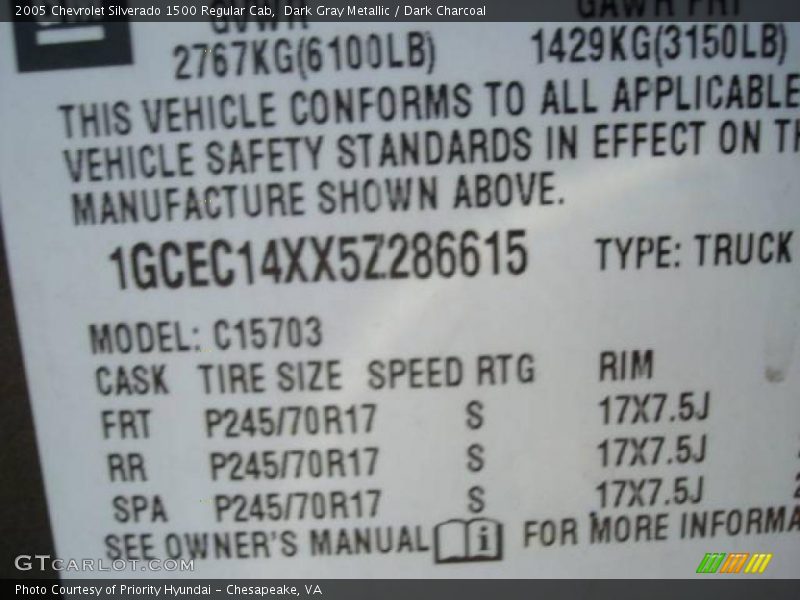 2005 Chevrolet Silverado 1500 Regular Cab, Dark Gray Metallic / Dark Charcoal
GVWR GAWR FRT
2767KG(6100LB) 1429KG(3150LB)
THIS VEHICLE CONFORMS TO ALL APPLICABLE
VEHICLE SAFETY STANDARDS IN EFFECT ON TH
MANUFACTURE SHOWN ABOVE.
1GCEC14XX5Z286615 TYPE: TRUCK
MODEL: C15703
CASK TIRE SIZE SPEED RTG RIM
FRT P245/70R17 S 17X7.5J
RR P245/70R17 S 17X7.5J
SPA P245/70R17 S 17X7.5J
SEE OWNER'S MANUAL i FOR MORE INFORMA
GTCARLOT.COM
Photo Courtesy of Priority Hyundai – Chesapeake, VA